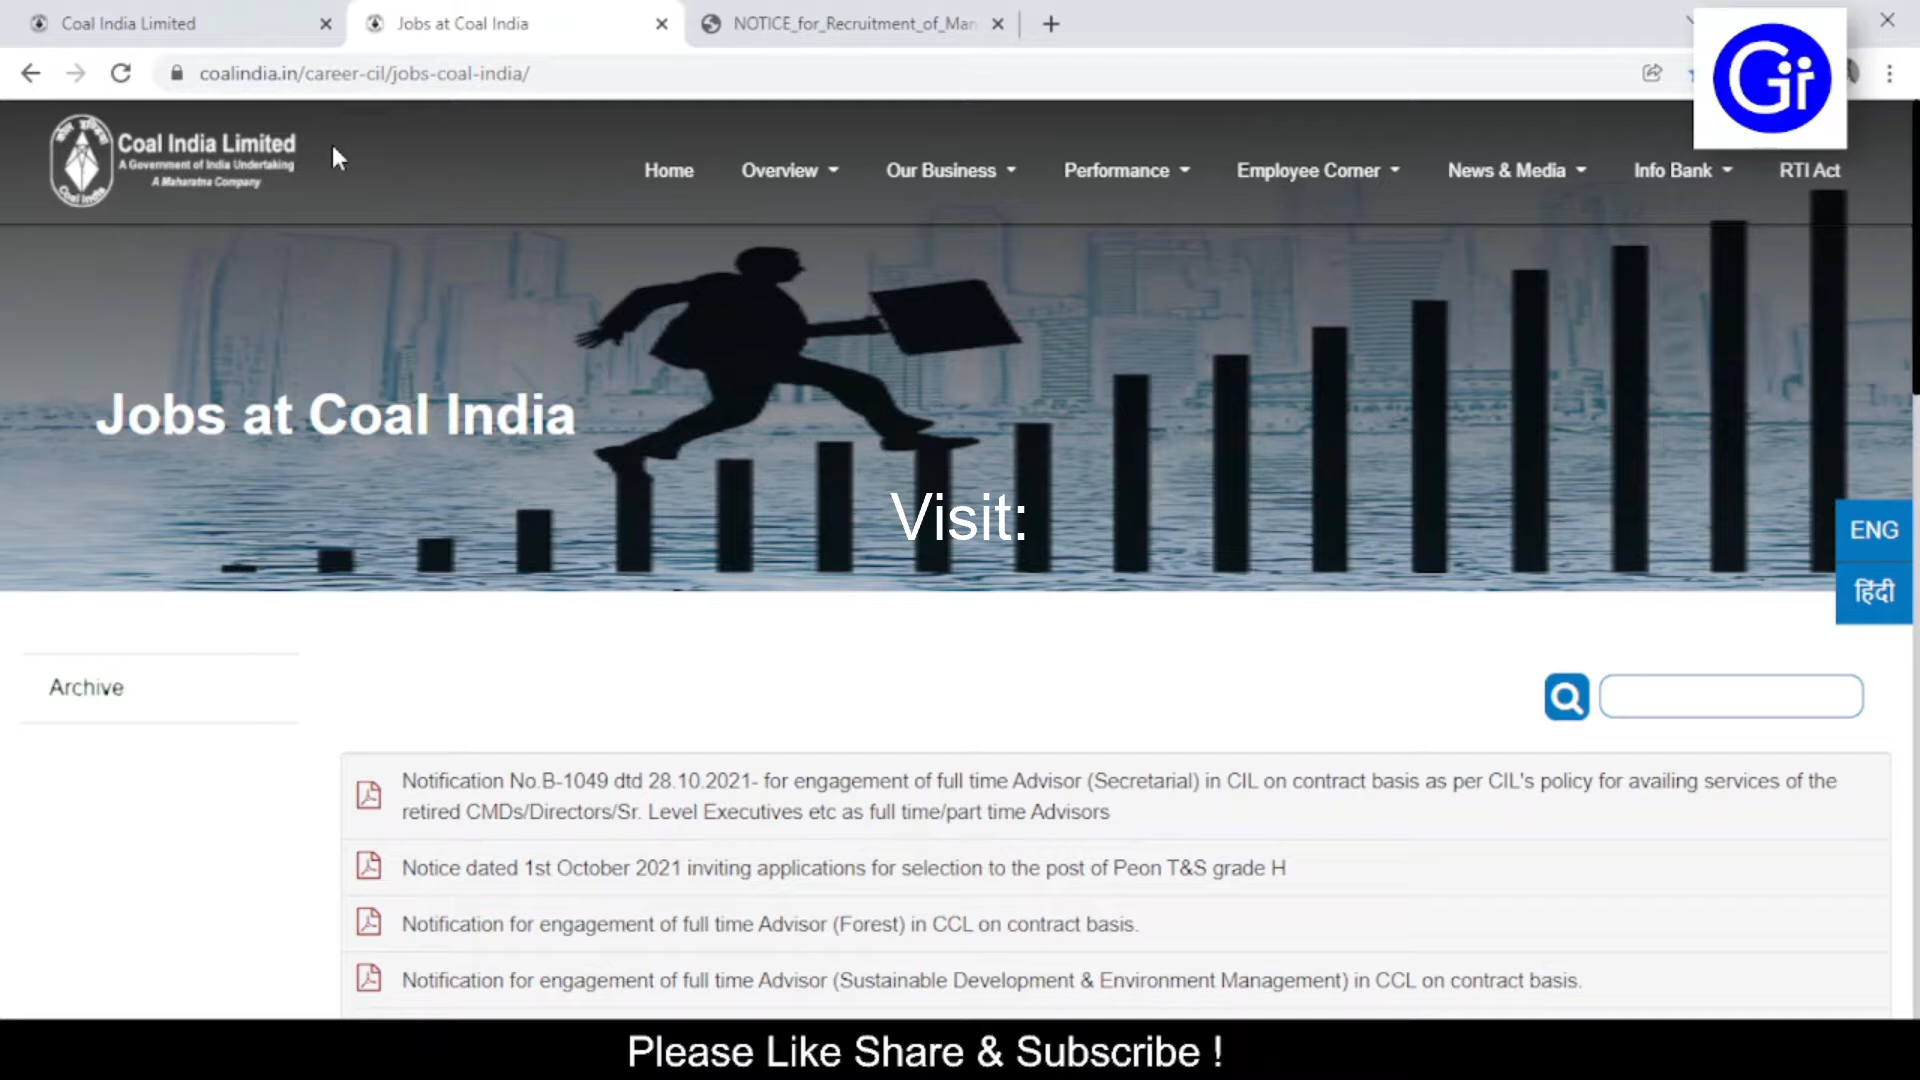 Coal India Limited
Jobs at Coal India
NOTICE_for_Recruitment_of_Man
coalindia.in/career-cil/jobs-coal-india/
Gir
कोल इंडिया
Coal India
Coal India Limited
A Government of India Undertaking
A Maharatna Company
Home
Overview
Our Business
Performance
Employee Corner
News & Media
Info Bank
RTI Act
Jobs at Coal India
Visit:
ENG
हिंदी
Archive
Notification No.B-1049 dtd 28.10.2021- for engagement of full time Advisor (Secretarial) in CIL on contract basis as per CIL's policy for availing services of the
retired CMDs/Directors/Sr. Level Executives etc as full time/part time Advisors
Notice dated 1st October 2021 inviting applications for selection to the post of Peon T&S grade H
Notification for engagement of full time Advisor (Forest) in CCL on contract basis.
Notification for engagement of full time Advisor (Sustainable Development & Environment Management) in CCL on contract basis.
Please Like Share & Subscribe !